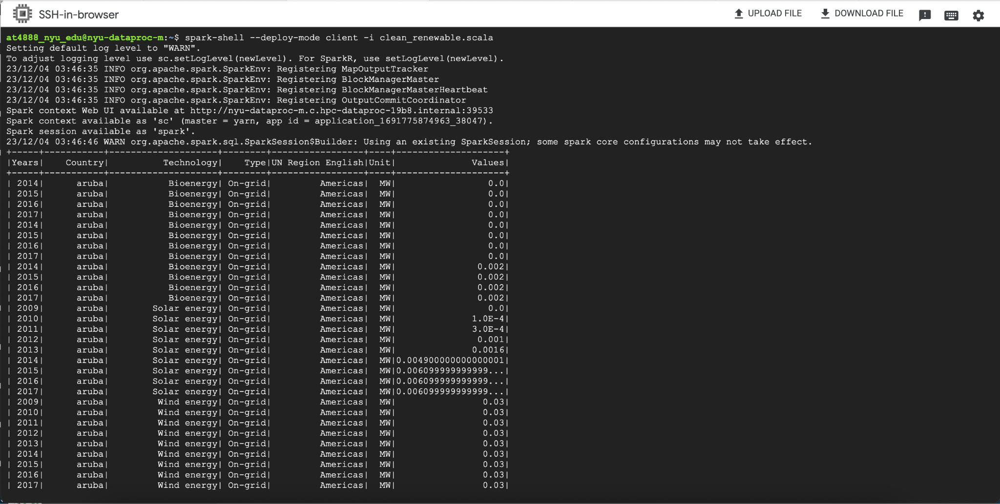 SSH-in-browser UPLOAD FILE DOWNLOAD FILE
at4888_nyu_edu@nyu-dataproc-m:~$ spark-shell --deploy-mode client -i clean_renewable.scala
Setting default log level to "WARN".
To adjust logging level use sc.setLogLevel(newLevel). For SparkR, use setLogLevel(newLevel).
23/12/04 03:46:35 INFO org.apache.spark.SparkEnv: Registering MapOutputTracker
23/12/04 03:46:35 INFO org.apache.spark.SparkEnv: Registering BlockManagerMaster
23/12/04 03:46:35 INFO org.apache.spark.SparkEnv: Registering BlockManagerMasterHeartbeat
23/12/04 03:46:35 INFO org.apache.spark.SparkEnv: Registering OutputCommitCoordinator
Spark context Web UI available at http://nyu-dataproc-m.c.hpc-dataproc-19b8.internal:39533
Spark context available as 'sc' (master = yarn, app id = application_1691775874963_38047).
Spark session available as 'spark'.
23/12/04 03:46:46 WARN org.apache.spark.sql.SparkSession$Builder: Using an existing SparkSession; some spark core configurations may not take effect.
+-----+-----------+--------------------+--------+-----------------+----+--------------------+
|Years|    Country|          Technology|    Type|UN Region English|Unit|              Values|
+-----+-----------+--------------------+--------+-----------------+----+--------------------+
| 2014|      aruba|           Bioenergy| On-grid|         Americas|  MW|                 0.0|
| 2015|      aruba|           Bioenergy| On-grid|         Americas|  MW|                 0.0|
| 2016|      aruba|           Bioenergy| On-grid|         Americas|  MW|                 0.0|
| 2017|      aruba|           Bioenergy| On-grid|         Americas|  MW|                 0.0|
| 2014|      aruba|           Bioenergy| On-grid|         Americas|  MW|                 0.0|
| 2015|      aruba|           Bioenergy| On-grid|         Americas|  MW|                 0.0|
| 2016|      aruba|           Bioenergy| On-grid|         Americas|  MW|                 0.0|
| 2017|      aruba|           Bioenergy| On-grid|         Americas|  MW|                 0.0|
| 2014|      aruba|           Bioenergy| On-grid|         Americas|  MW|               0.002|
| 2015|      aruba|           Bioenergy| On-grid|         Americas|  MW|               0.002|
| 2016|      aruba|           Bioenergy| On-grid|         Americas|  MW|               0.002|
| 2017|      aruba|           Bioenergy| On-grid|         Americas|  MW|               0.002|
| 2009|      aruba|        Solar energy| On-grid|         Americas|  MW|                 0.0|
| 2010|      aruba|        Solar energy| On-grid|         Americas|  MW|              1.0E-4|
| 2011|      aruba|        Solar energy| On-grid|         Americas|  MW|              3.0E-4|
| 2012|      aruba|        Solar energy| On-grid|         Americas|  MW|               0.001|
| 2013|      aruba|        Solar energy| On-grid|         Americas|  MW|              0.0016|
| 2014|      aruba|        Solar energy| On-grid|         Americas|  MW|0.004900000000000001|
| 2015|      aruba|        Solar energy| On-grid|         Americas|  MW|0.006099999999999...|
| 2016|      aruba|        Solar energy| On-grid|         Americas|  MW|0.006099999999999...|
| 2017|      aruba|        Solar energy| On-grid|         Americas|  MW|0.006099999999999...|
| 2009|      aruba|         Wind energy| On-grid|         Americas|  MW|                0.03|
| 2010|      aruba|         Wind energy| On-grid|         Americas|  MW|                0.03|
| 2011|      aruba|         Wind energy| On-grid|         Americas|  MW|                0.03|
| 2012|      aruba|         Wind energy| On-grid|         Americas|  MW|                0.03|
| 2013|      aruba|         Wind energy| On-grid|         Americas|  MW|                0.03|
| 2014|      aruba|         Wind energy| On-grid|         Americas|  MW|                0.03|
| 2015|      aruba|         Wind energy| On-grid|         Americas|  MW|                0.03|
| 2016|      aruba|         Wind energy| On-grid|         Americas|  MW|                0.03|
| 2017|      aruba|         Wind energy| On-grid|         Americas|  MW|                0.03|